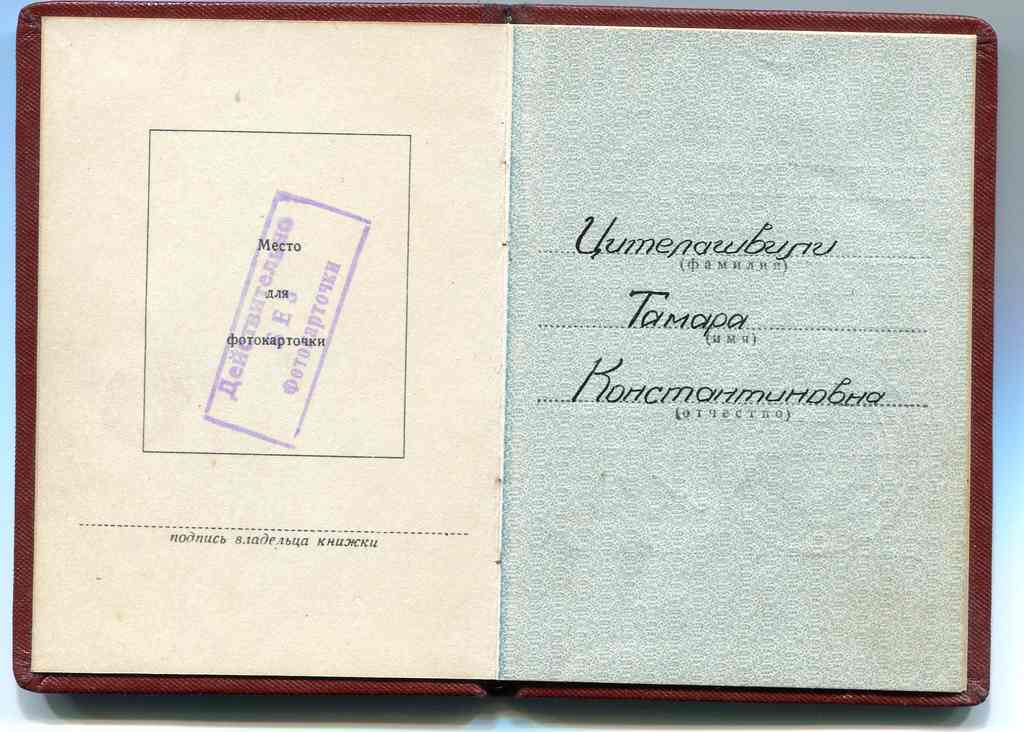 Место
для
фотокарточки
Действительно
БЕЗ
Фотокарточки
подпись владельца книжки
Цителашвили
(фамилия)
Тамара
(имя)
Константиновна
(отчество)